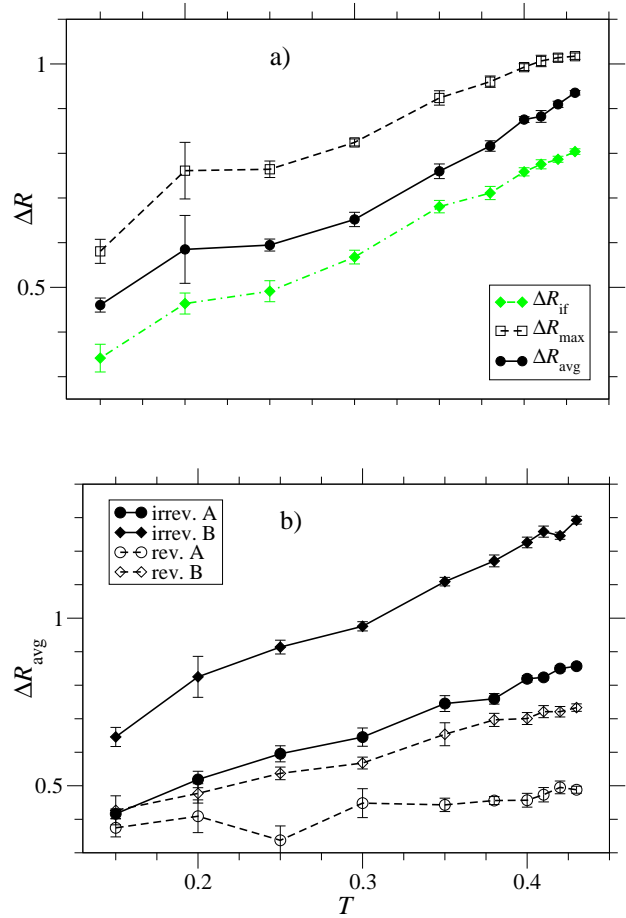 a)
1
ΔR
0.5
ΔR_if
ΔR_max
ΔR_avg
irrev. A
irrev. B
rev. A
rev. B
b)
1
ΔR_avg
0.5
0.2 0.3 0.4
T